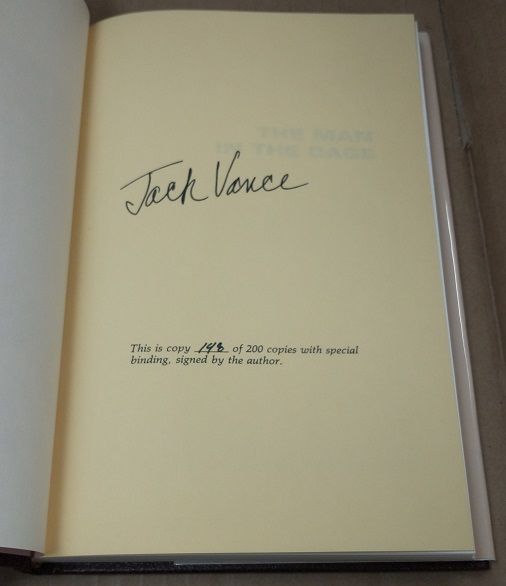 THE MAN
IN THE CAGE
Jack Vance
This is copy 198 of 200 copies with special
binding, signed by the author.